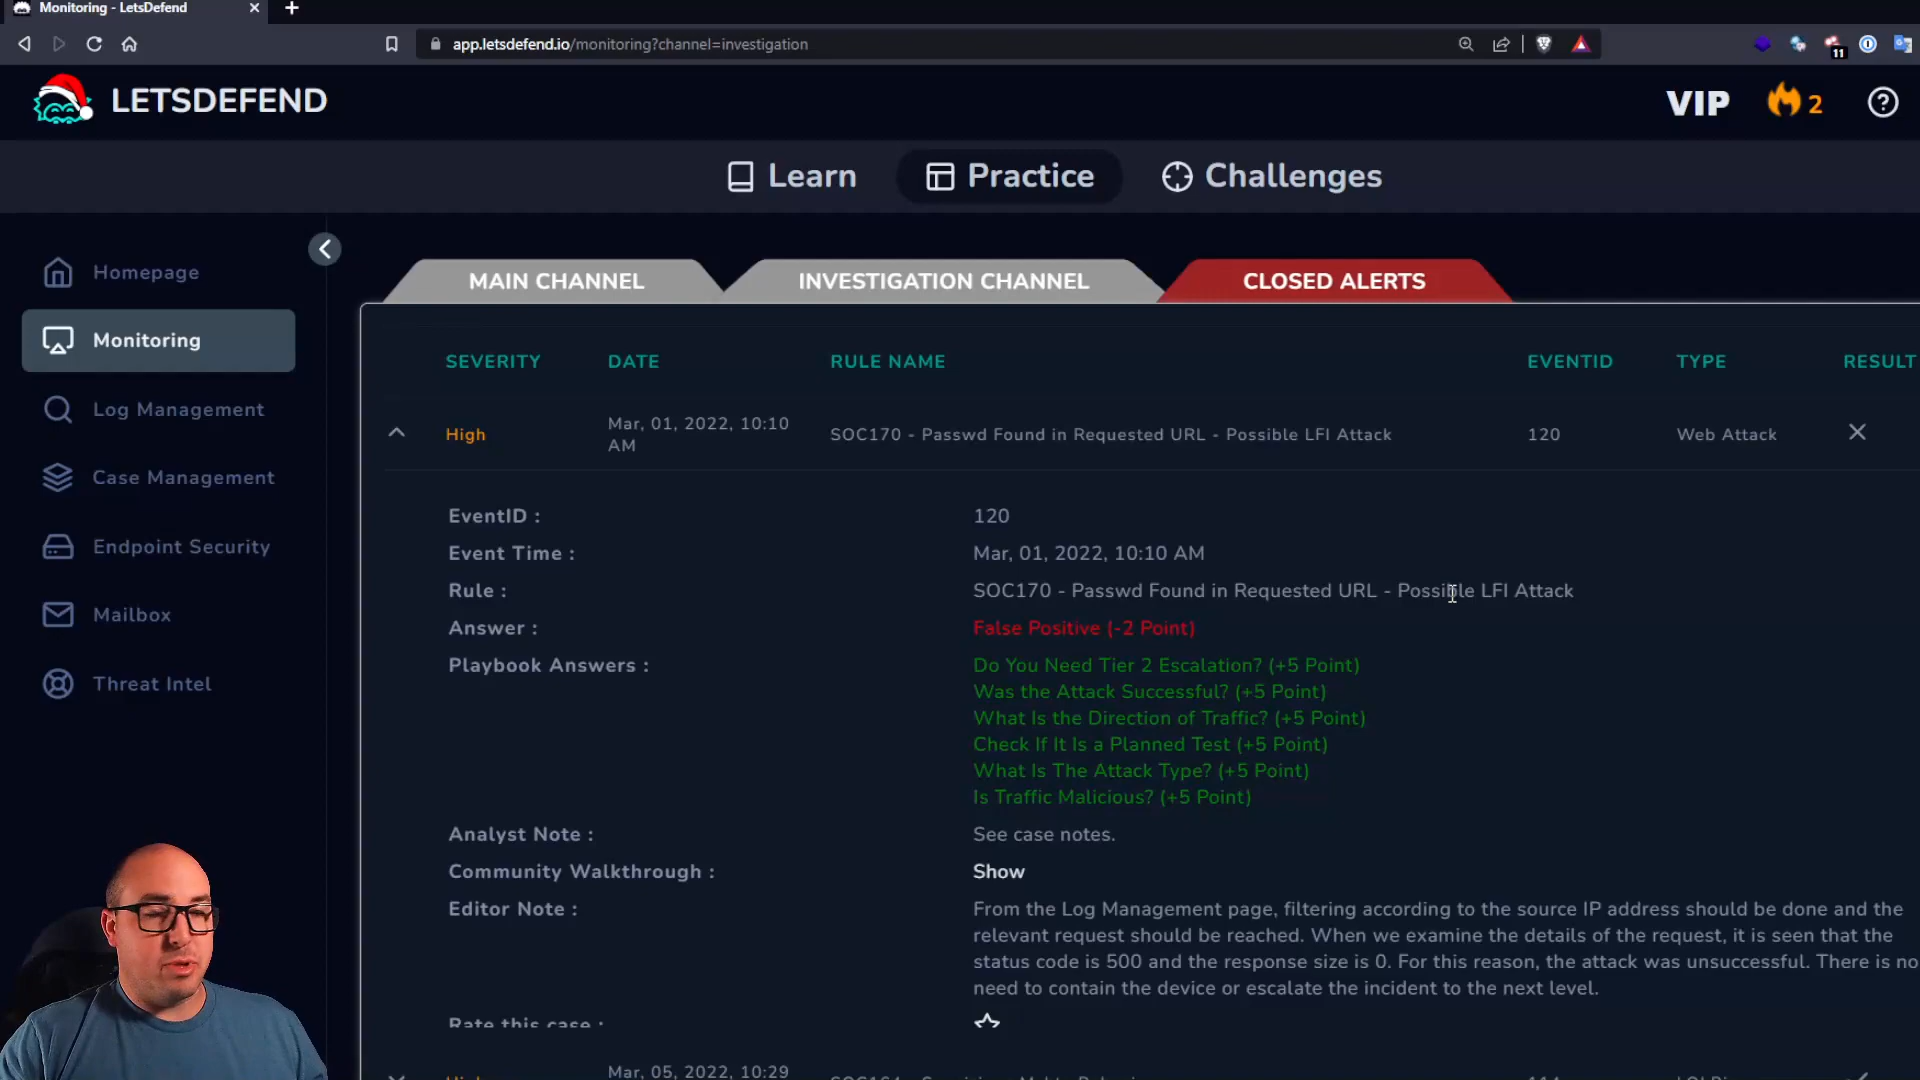 Monitoring - LetsDefend
app.letsdefend.io/monitoring?channel=investigation
11
LETSDEFEND
VIP
2
Learn
Practice
Challenges
Homepage
Monitoring
Log Management
Case Management
Endpoint Security
Mailbox
Threat Intel
MAIN CHANNEL
INVESTIGATION CHANNEL
CLOSED ALERTS
SEVERITY DATE RULE NAME EVENTID TYPE RESULT
High Mar, 01, 2022, 10:10 AM SOC170 - Passwd Found in Requested URL - Possible LFI Attack 120 Web Attack
EventID : 120
Event Time : Mar, 01, 2022, 10:10 AM
Rule : SOC170 - Passwd Found in Requested URL - Possible LFI Attack
Answer : False Positive (-2 Point)
Playbook Answers : Do You Need Tier 2 Escalation? (+5 Point)
Was the Attack Successful? (+5 Point)
What Is the Direction of Traffic? (+5 Point)
Check If It Is a Planned Test (+5 Point)
What Is The Attack Type? (+5 Point)
Is Traffic Malicious? (+5 Point)
Analyst Note : See case notes.
Community Walkthrough : Show
Editor Note : From the Log Management page, filtering according to the source IP address should be done and the
relevant request should be reached. When we examine the details of the request, it is seen that the
status code is 500 and the response size is 0. For this reason, the attack was unsuccessful. There is no
need to contain the device or escalate the incident to the next level.
Rate this case :
Mar, 05, 2022, 10:29